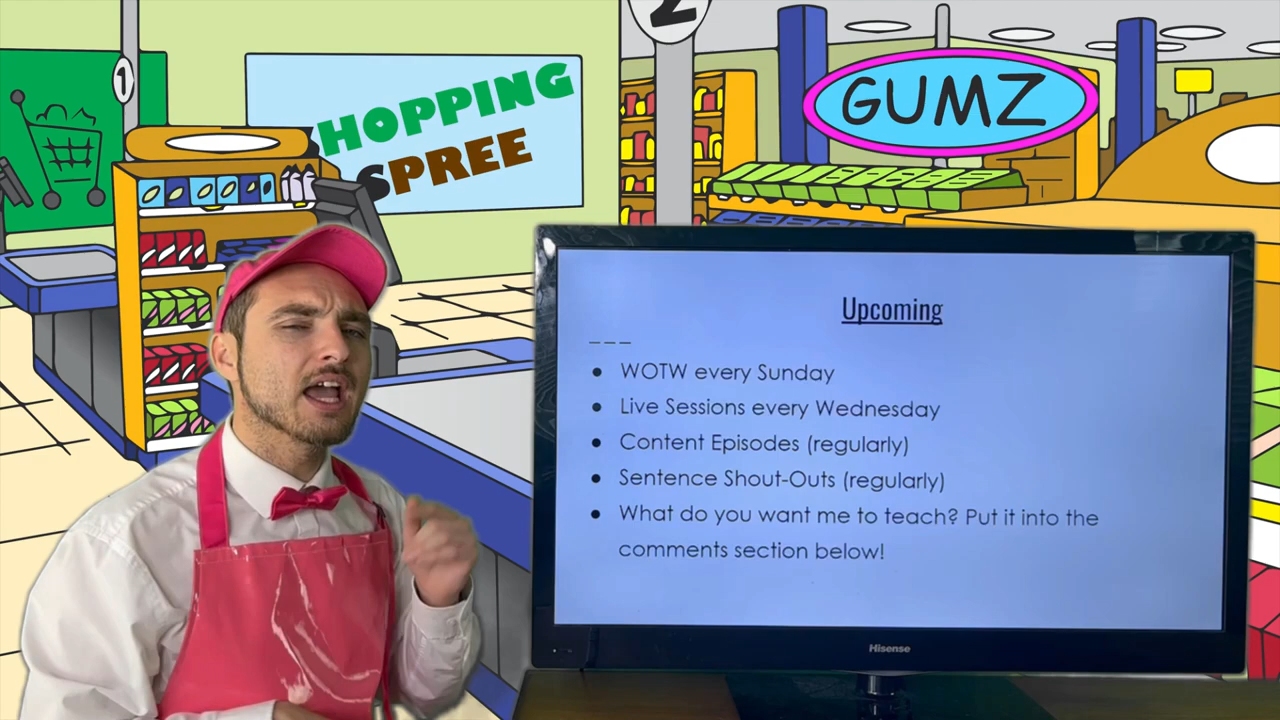 1
2
HOPPING
SPREE
GUMZ
Upcoming
---
• WOTW every Sunday
• Live Sessions every Wednesday
• Content Episodes (regularly)
• Sentence Shout-Outs (regularly)
• What do you want me to teach? Put it into the
comments section below!
Hisense